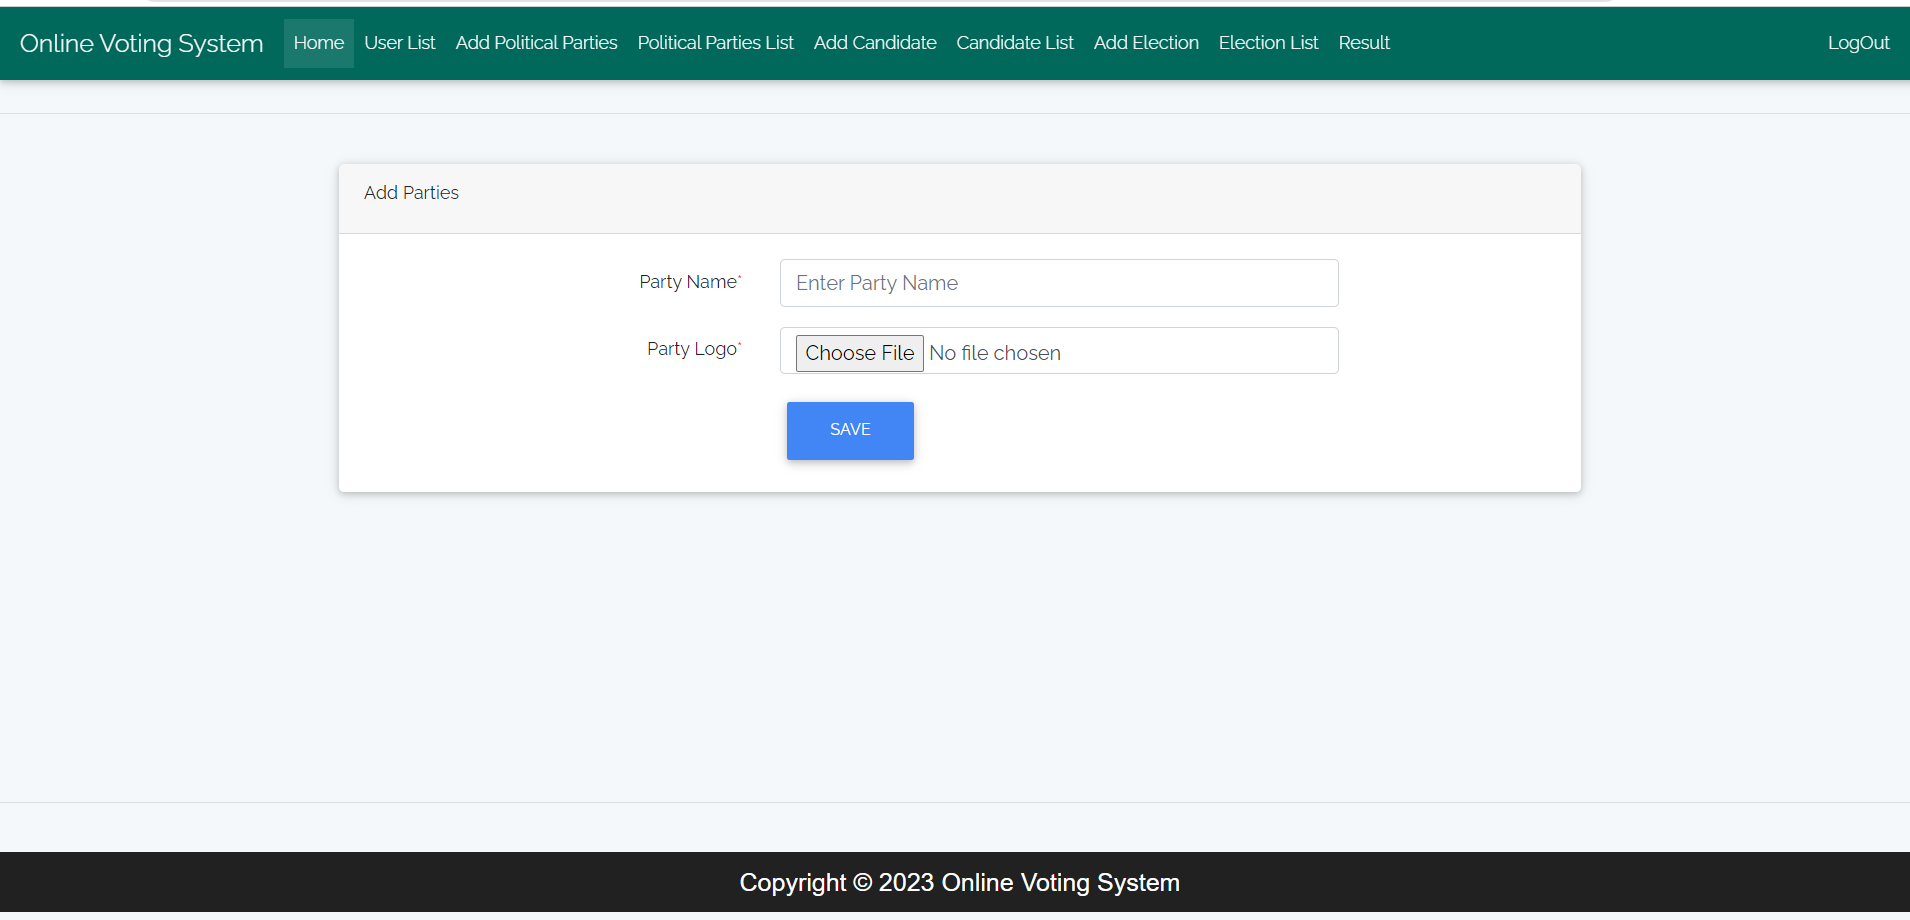 Online Voting System Home User List Add Political Parties Political Parties List Add Candidate Candidate List Add Election Election List Result LogOut
Add Parties
Party Name* Enter Party Name
Party Logo* Choose File No file chosen
SAVE
Copyright © 2023 Online Voting System